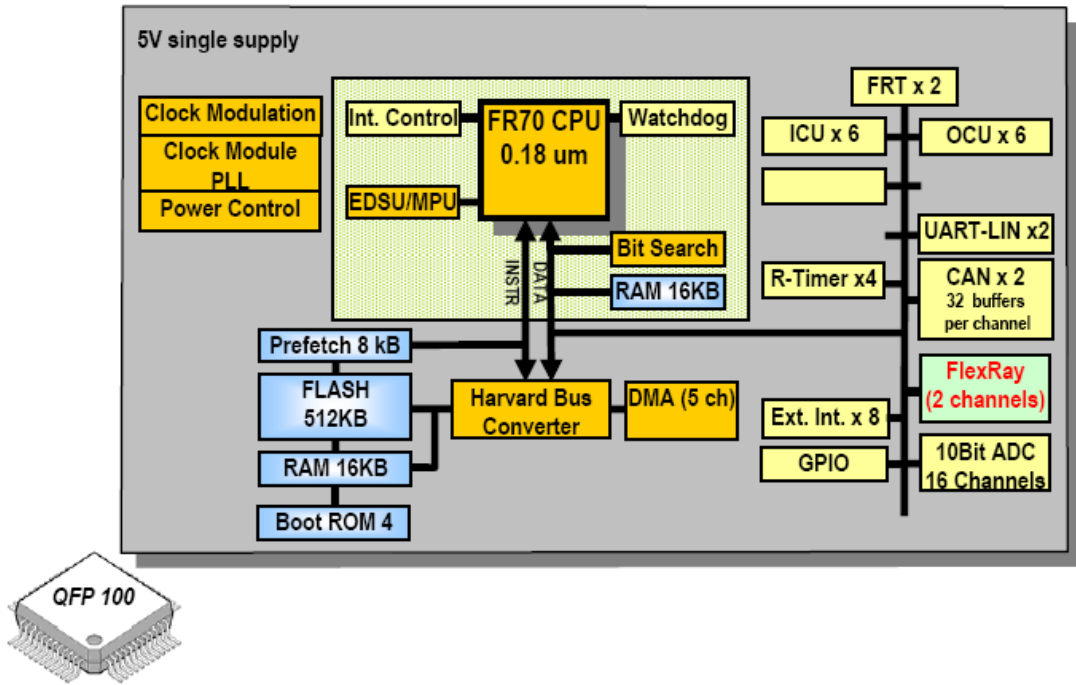 5V single supply
Clock Modulation
Clock Module
PLL
Power Control
Int. Control
FR70 CPU
0.18 um
Watchdog
EDSU/MPU
Bit Search
RAM 16KB
INSTR
DATA
Prefetch 8 kB
FLASH
512KB
RAM 16KB
Boot ROM 4
Harvard Bus
Converter
DMA (5 ch)
FRT x 2
ICU x 6
OCU x 6
UART-LIN x2
R-Timer x4
CAN x 2
32 buffers
per channel
FlexRay
(2 channels)
Ext. Int. x 8
GPIO
10Bit ADC
16 Channels
QFP 100